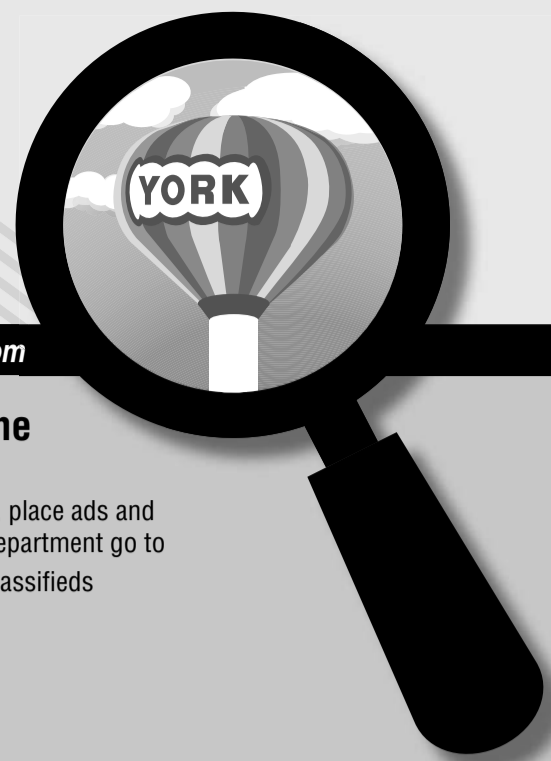 YORK
om
ne
place ads and
epartment go to
assifieds